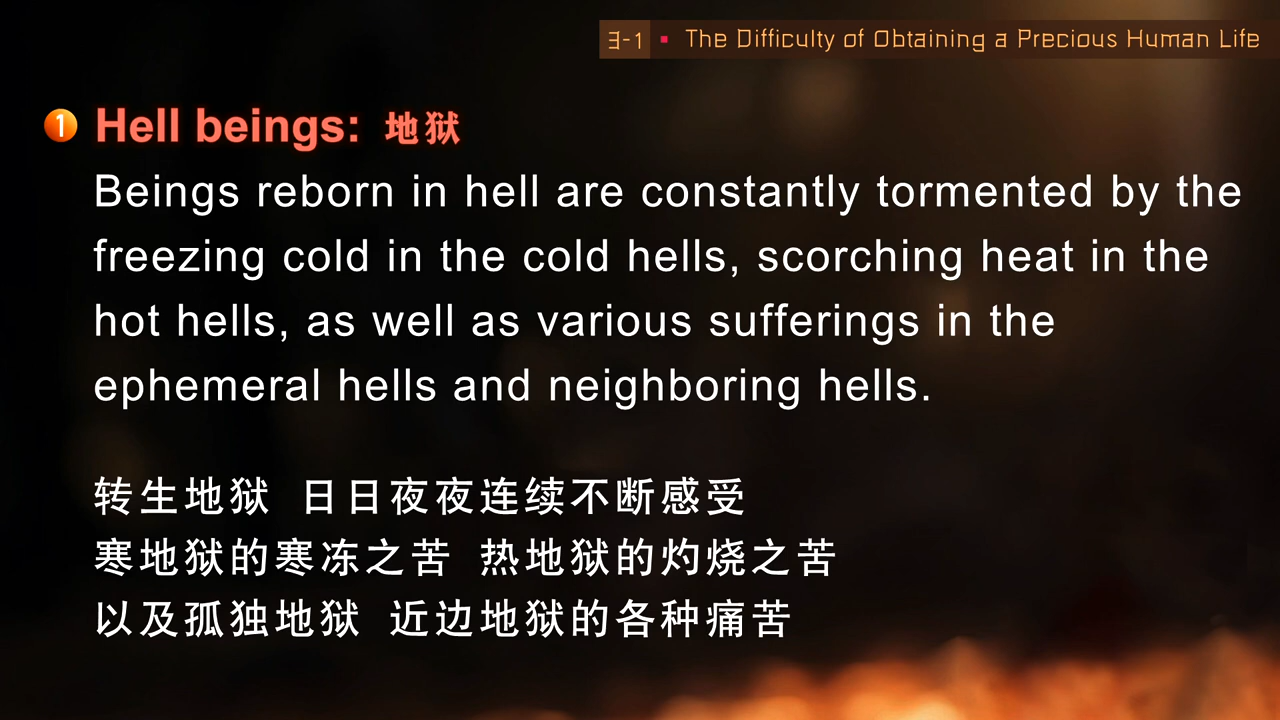 3-1 ▪ The Difficulty of Obtaining a Precious Human Life
1 Hell beings: 地狱
Beings reborn in hell are constantly tormented by the
freezing cold in the cold hells, scorching heat in the
hot hells, as well as various sufferings in the
ephemeral hells and neighboring hells.
转生地狱 日日夜夜连续不断感受
寒地狱的寒冻之苦 热地狱的灼烧之苦
以及孤独地狱 近边地狱的各种痛苦